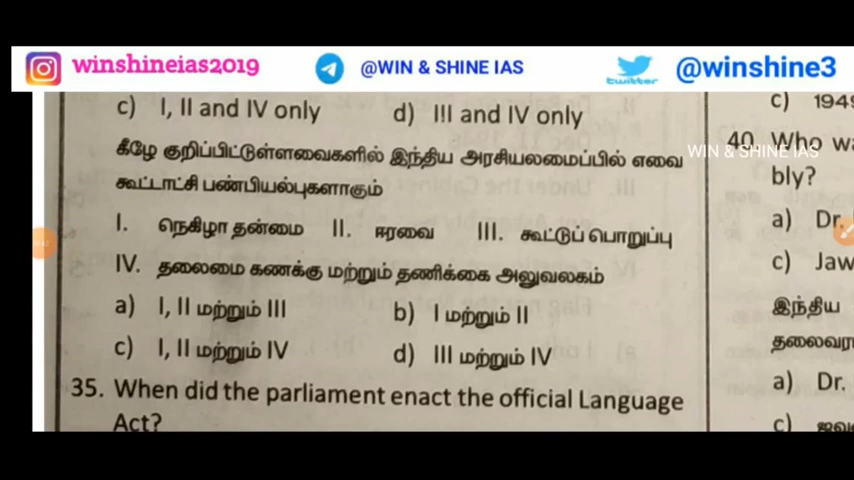 winshineias2019
@WIN & SHINE IAS
twitter
@winshine3
c) I, II and IV only
d) III and IV only
கீழே குறிப்பிட்டுள்ளவைகளில் இந்திய அரசியலமைப்பில் எவை
கூட்டாட்சி பண்பியல்புகளாகும்
I. நெகிழா தன்மை II. ஈரவை III. கூட்டுப் பொறுப்பு
IV. தலைமை கணக்கு மற்றும் தணிக்கை அலுவலகம்
a) I, II மற்றும் III
b) I மற்றும் II
c) I, II மற்றும் IV
d) III மற்றும் IV
35. When did the parliament enact the official Language
Act?
c) 1949
40. Who wa
WIN & SHINE IAS
bly?
a) Dr.
c) Jaw
இந்திய
தலைவரா
a) Dr.
c) ஜவ